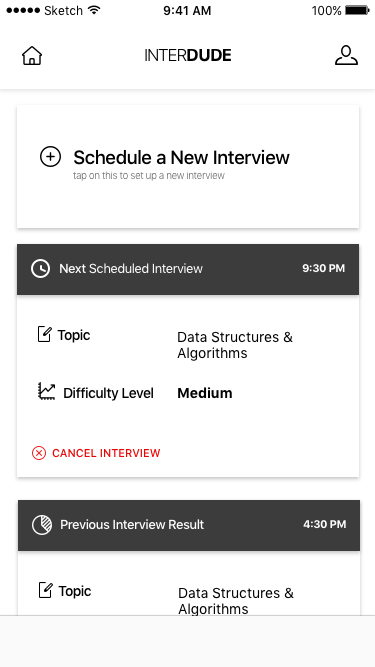 Sketch 9:41 AM 100%
INTERDUDE
Schedule a New Interview
tap on this to set up a new interview
Next Scheduled Interview 9:30 PM
Topic Data Structures &
Algorithms
Difficulty Level Medium
CANCEL INTERVIEW
Previous Interview Result 4:30 PM
Topic Data Structures &
Algorithms